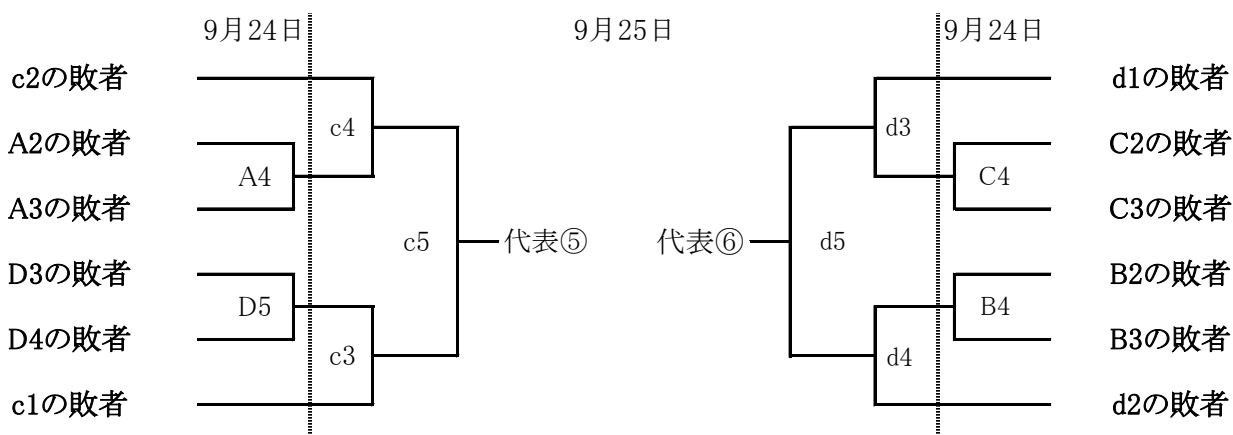 9月24日 9月25日 9月24日
c2の敗者 d1の敗者
c4 d3
A2の敗者 C2の敗者
A4 C4
A3の敗者 C3の敗者
c5 代表⑤ 代表⑥ d5
D3の敗者 B2の敗者
D5 B4
D4の敗者 B3の敗者
c3 d4
c1の敗者 d2の敗者